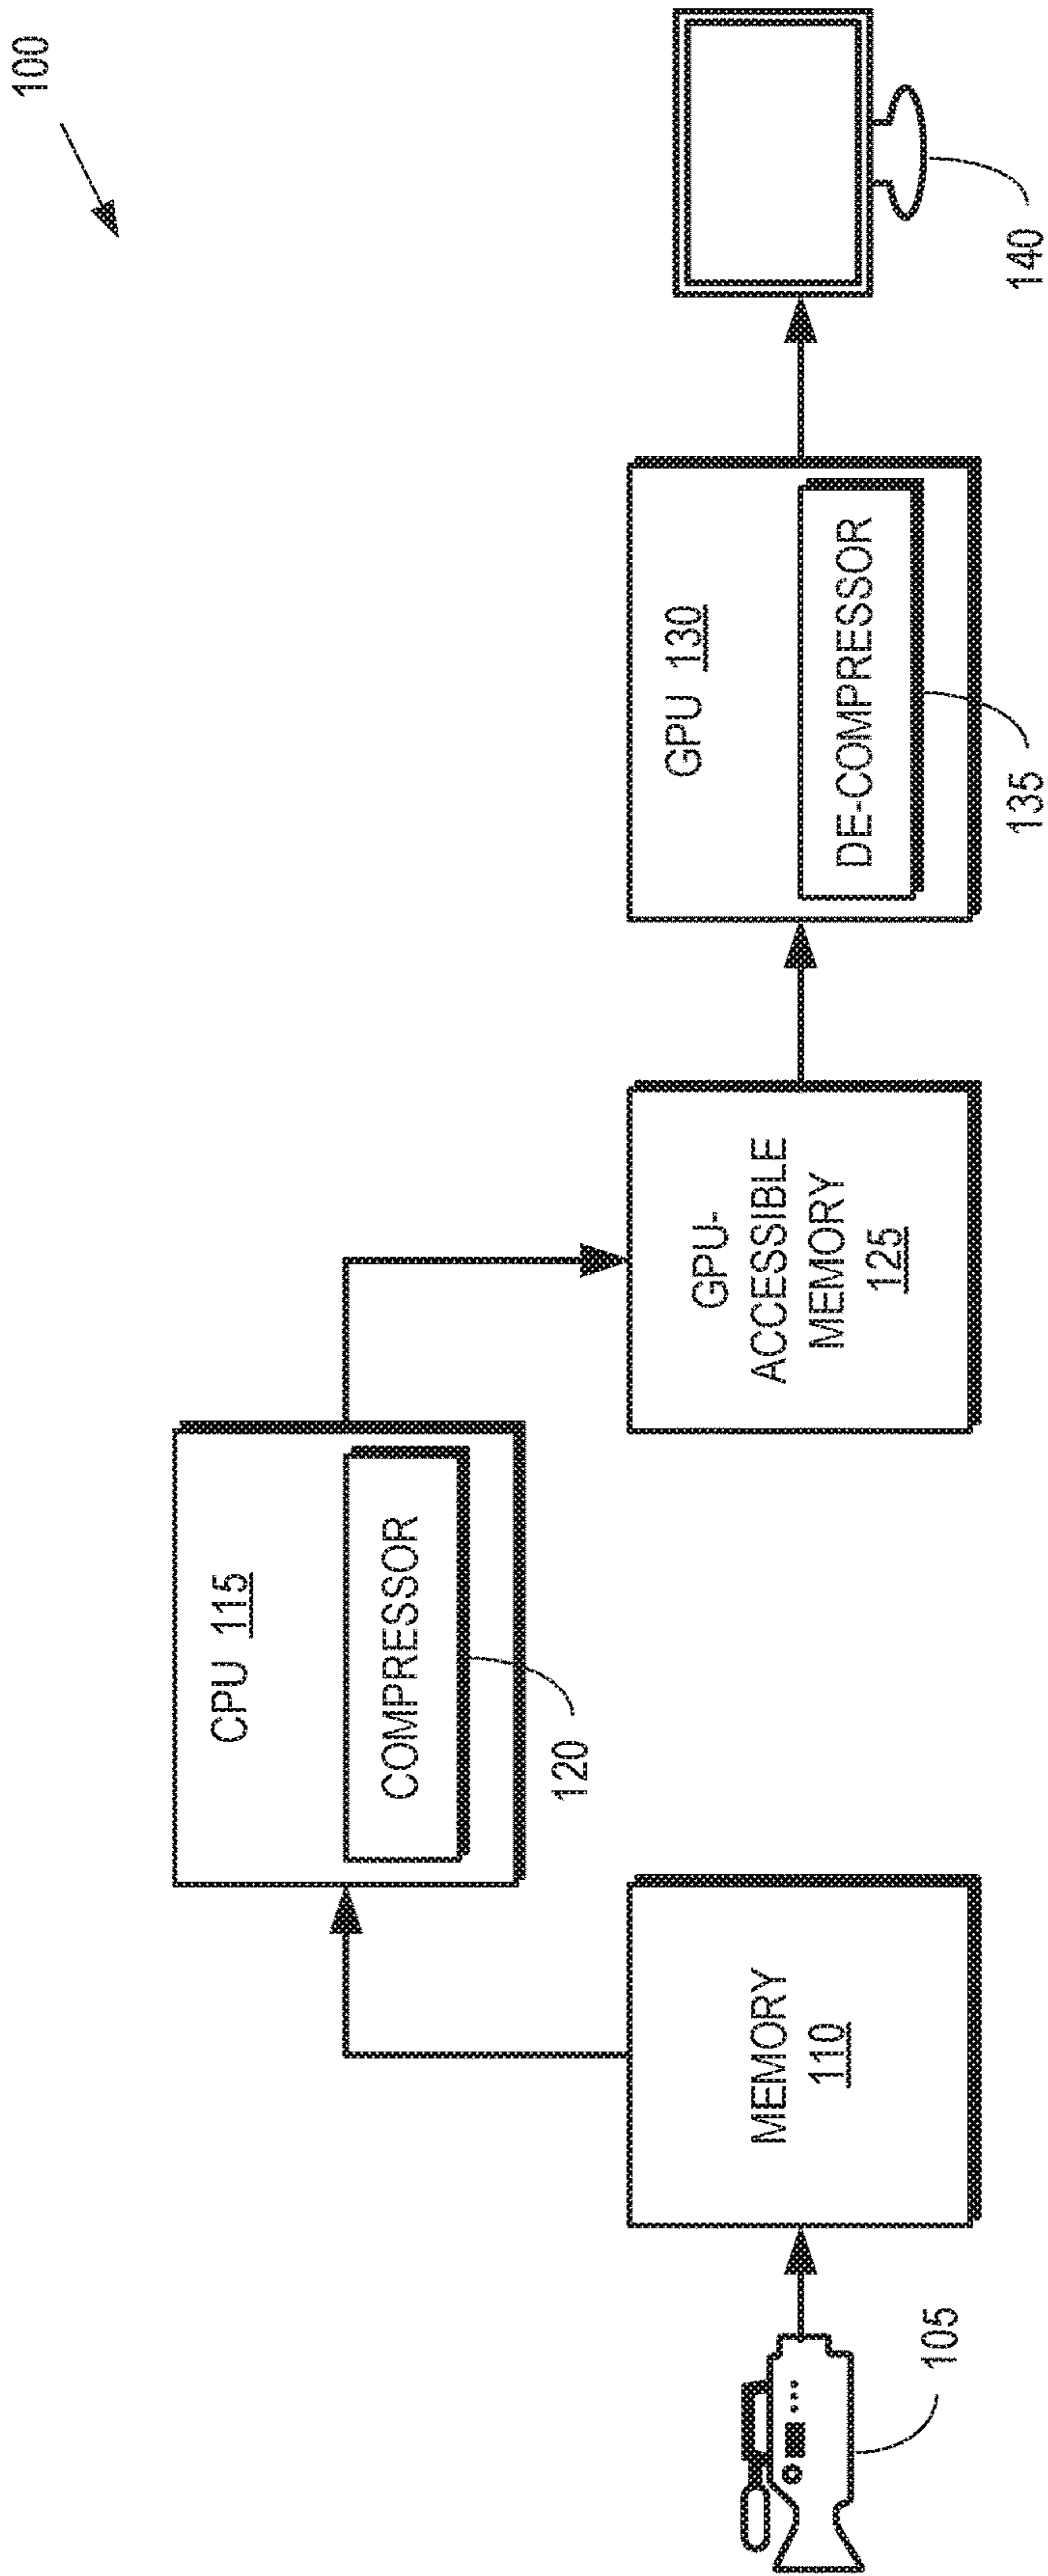 100
CPU 115
COMPRESSOR
120
MEMORY
110
105
GPU-
ACCESSIBLE
MEMORY
125
GPU 130
DE-COMPRESSOR
135
140